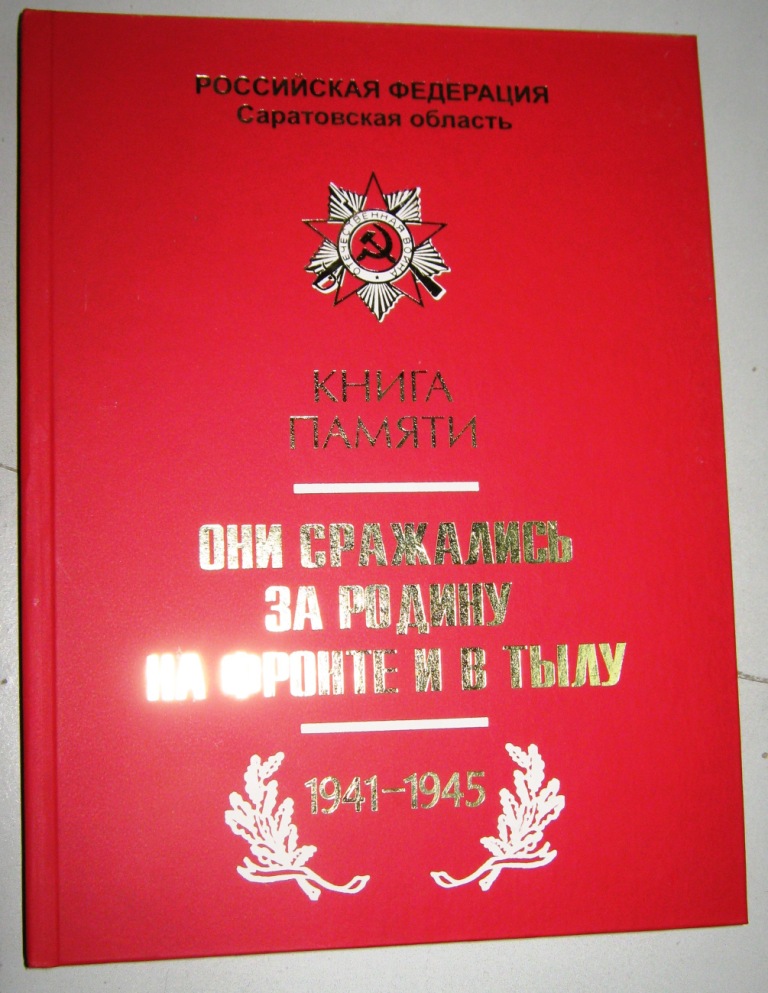 РОССИЙСКАЯ ФЕДЕРАЦИЯ
Саратовская область
ОТЕЧЕСТВЕННАЯ ВОЙНА
КНИГА
ПАМЯТИ
ОНИ СРАЖАЛИСЬ
ЗА РОДИНУ
НА ФРОНТЕ И В ТЫЛУ
1941-1945